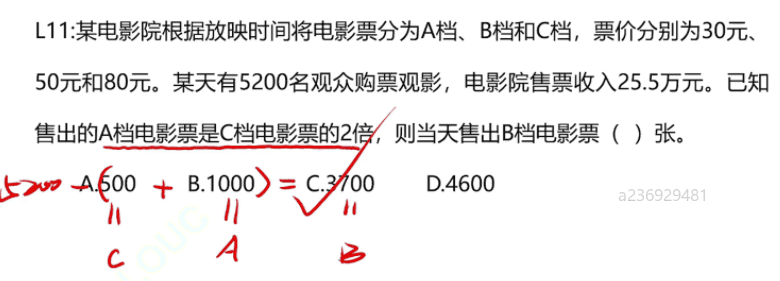 L11:某电影院根据放映时间将电影票分为A档、B档和C档，票价分别为30元、
50元和80元。某天有5200名观众购票观影，电影院售票收入25.5万元。已知
售出的A档电影票是C档电影票的2倍，则当天售出B档电影票（ ）张。
5200 - A.500 ( + B.1000 ) = C.3700 D.4600
a236929481
= = =
C A B
OUC